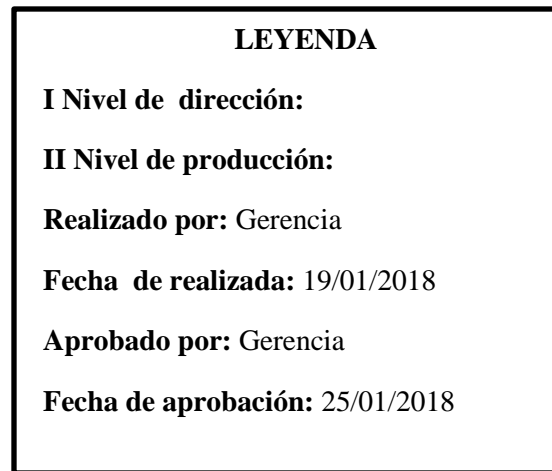 LEYENDA
I Nivel de dirección:
II Nivel de producción:
Realizado por: Gerencia
Fecha de realizada: 19/01/2018
Aprobado por: Gerencia
Fecha de aprobación: 25/01/2018